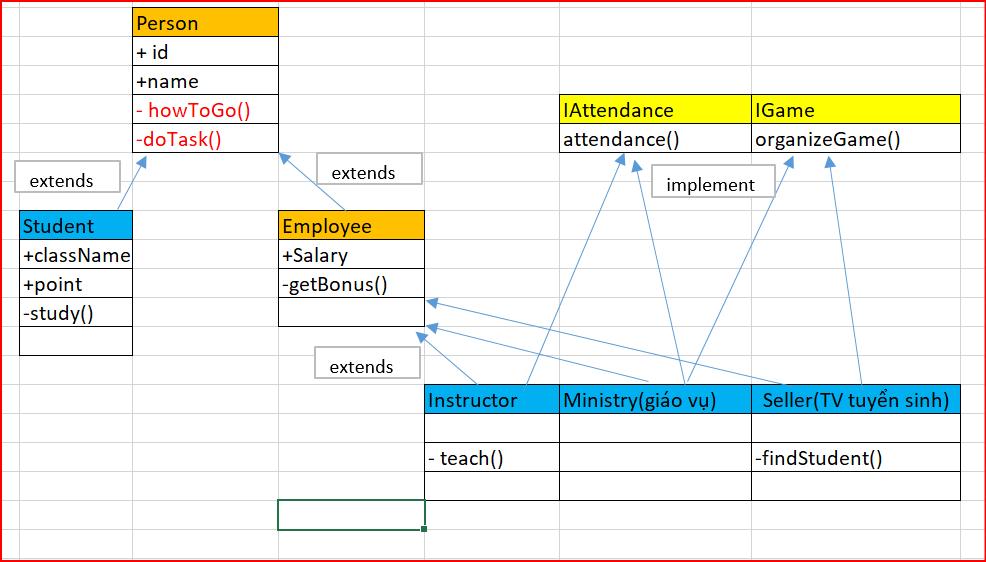 Person
+ id
+name
- howToGo()
-doTask()
IAttendance
IGame
attendance()
organizeGame()
extends
extends
implement
Student
+className
+point
-study()
Employee
+Salary
-getBonus()
extends
Instructor
Ministry(giáo vụ)
Seller(TV tuyển sinh)
- teach()
-findStudent()